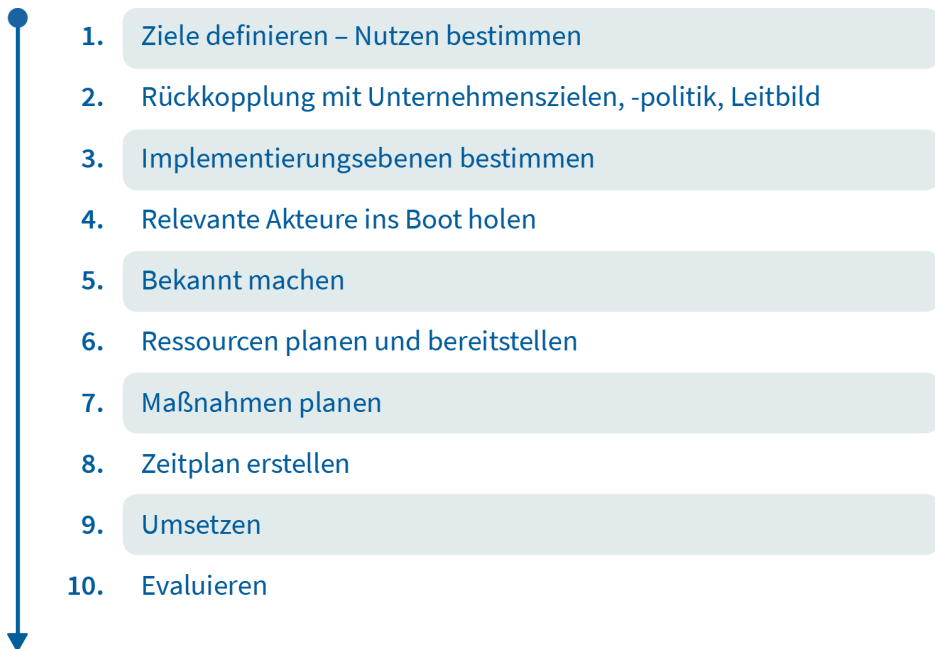 1. Ziele definieren – Nutzen bestimmen
2. Rückkopplung mit Unternehmenszielen, -politik, Leitbild
3. Implementierungsebenen bestimmen
4. Relevante Akteure ins Boot holen
5. Bekannt machen
6. Ressourcen planen und bereitstellen
7. Maßnahmen planen
8. Zeitplan erstellen
9. Umsetzen
10. Evaluieren